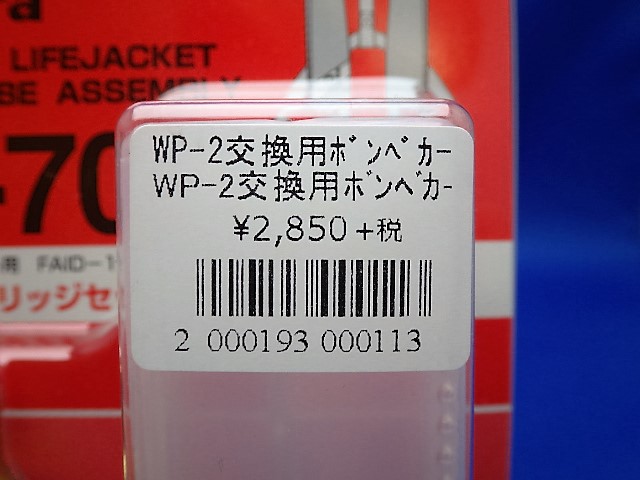 LIFEJACKET
BE ASSEMBLY
-70
用 FAID-1
リッジセ
WP-2交換用ﾎﾞﾝﾍﾞｶｰ
WP-2交換用ﾎﾞﾝﾍﾞｶｰ
¥2,850+税
2 000193 000113